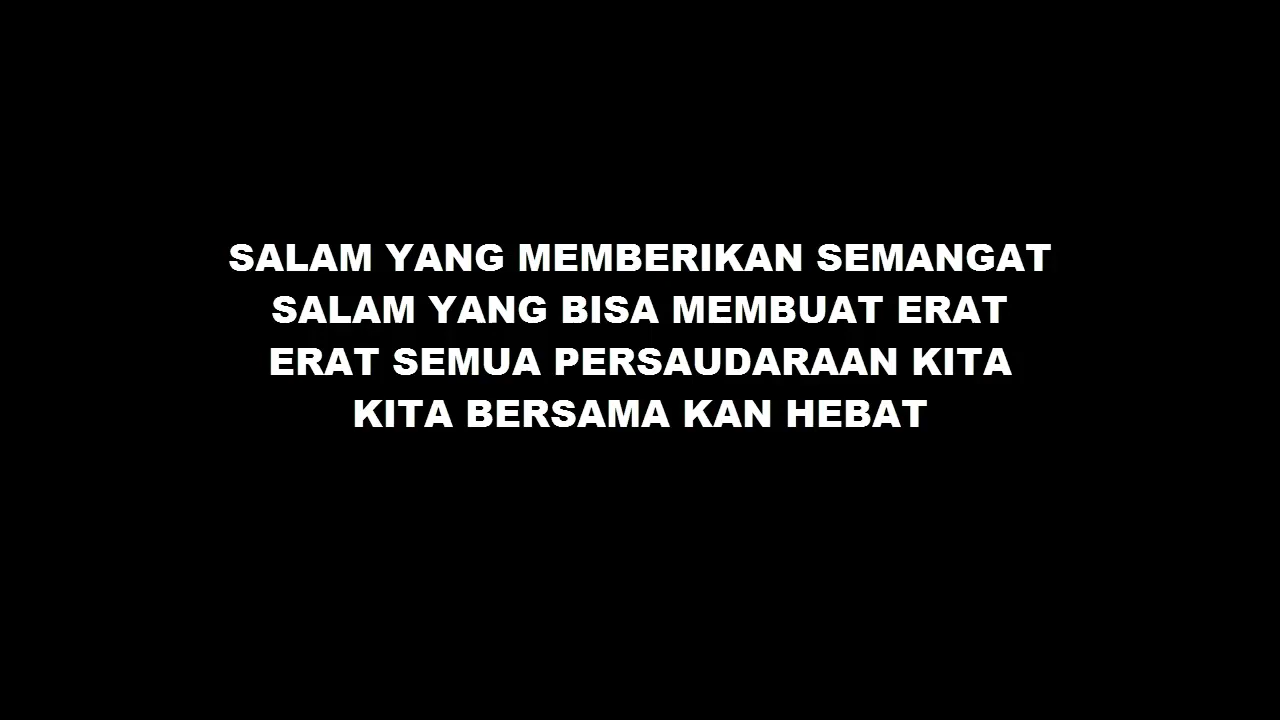 SALAM YANG MEMBERIKAN SEMANGAT
SALAM YANG BISA MEMBUAT ERAT
ERAT SEMUA PERSAUDARAAN KITA
KITA BERSAMA KAN HEBAT